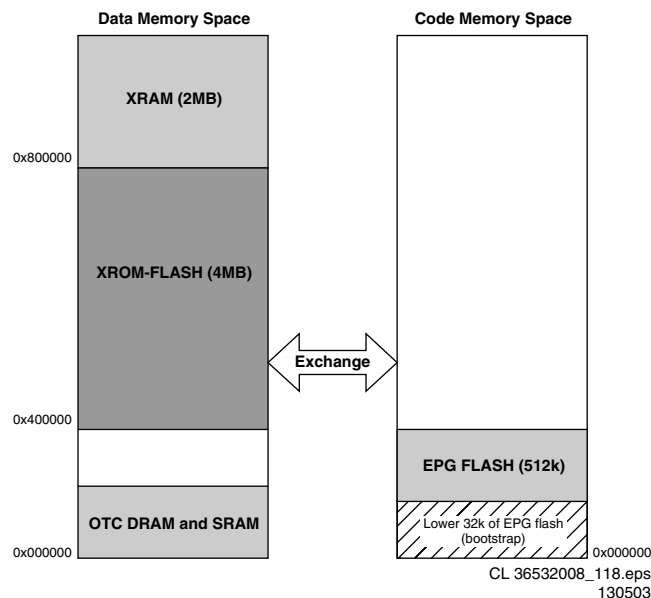 Data Memory Space
Code Memory Space
XRAM (2MB)
0x800000
XROM-FLASH (4MB)
Exchange
0x400000
EPG FLASH (512k)
OTC DRAM and SRAM
Lower 32k of EPG flash
(bootstrap)
0x000000
0x000000
CL 36532008_118.eps
130503